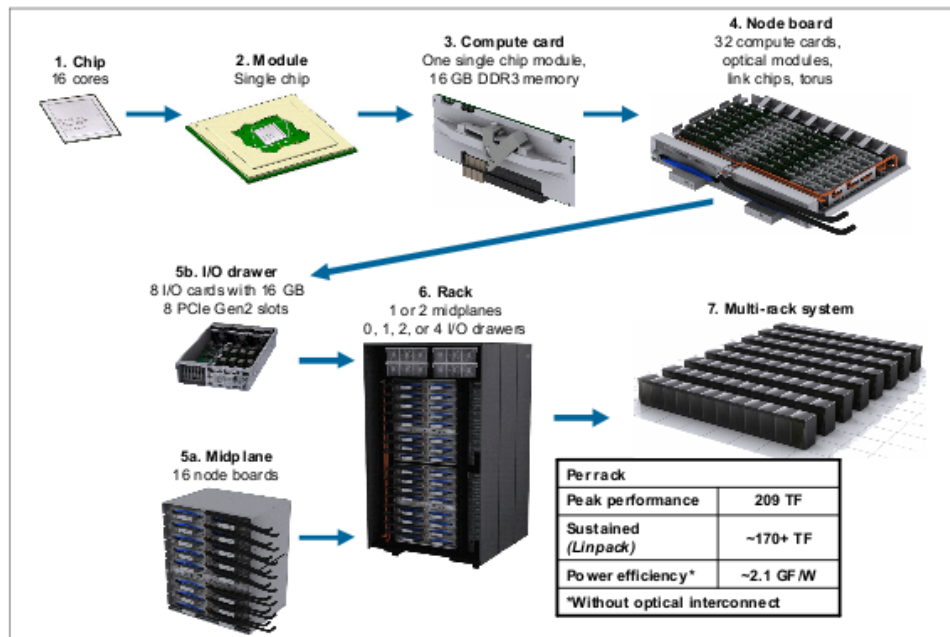 1. Chip
16 cores
2. Module
Single chip
3. Compute card
One single chip module,
16 GB DDR3 memory
4. Node board
32 compute cards,
optical modules,
link chips, torus
5b. I/O drawer
8 I/O cards with 16 GB
8 PCIe Gen2 slots
6. Rack
1 or 2 midplanes
0, 1, 2, or 4 I/O drawers
7. Multi-rack system
5a. Midplane
16 node boards
Per rack
Peak performance 209 TF
Sustained
(Linpack) ~170+ TF
Power efficiency* ~2.1 GF/W
*Without optical interconnect